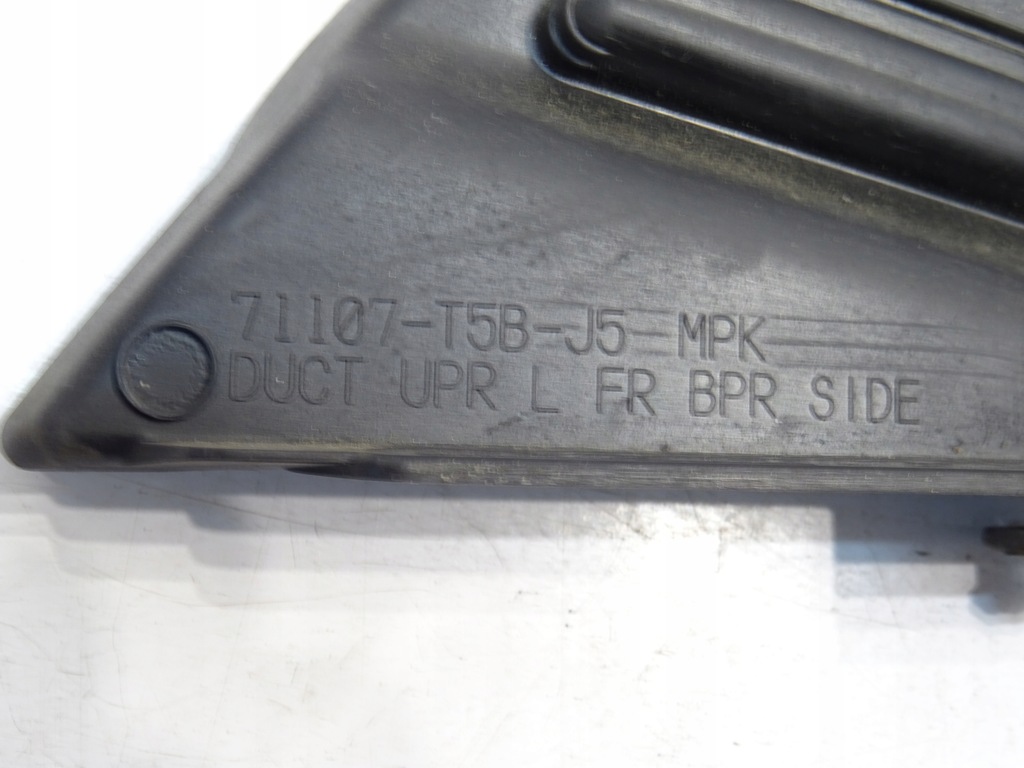 71107-T5B-J5 MPK
DUCT UPR L FR BPR SIDE